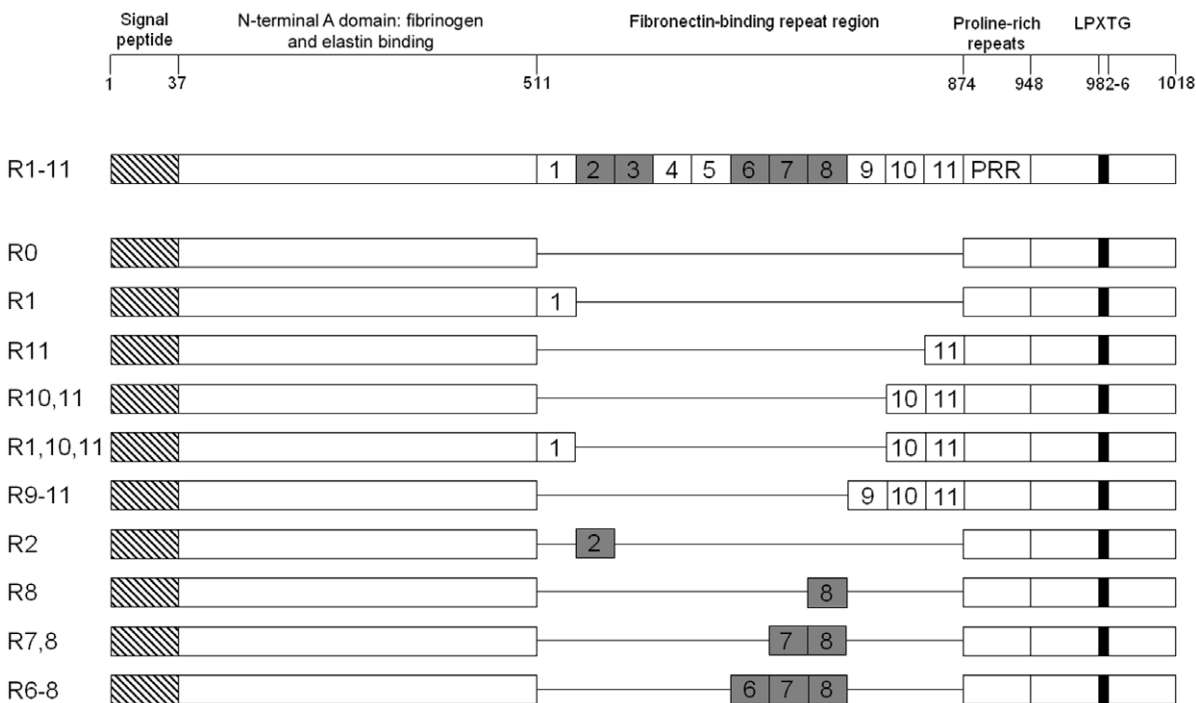 Signal
peptide
N-terminal A domain: fibrinogen
and elastin binding
Fibronectin-binding repeat region
Proline-rich
repeats
LPXTG
1 37 511 874 948 982-6 1018
R1-11 1 2 3 4 5 6 7 8 9 10 11 PRR
R0
R1 1
R11 11
R10,11 10 11
R1,10,11 1 10 11
R9-11 9 10 11
R2 2
R8 8
R7,8 7 8
R6-8 6 7 8